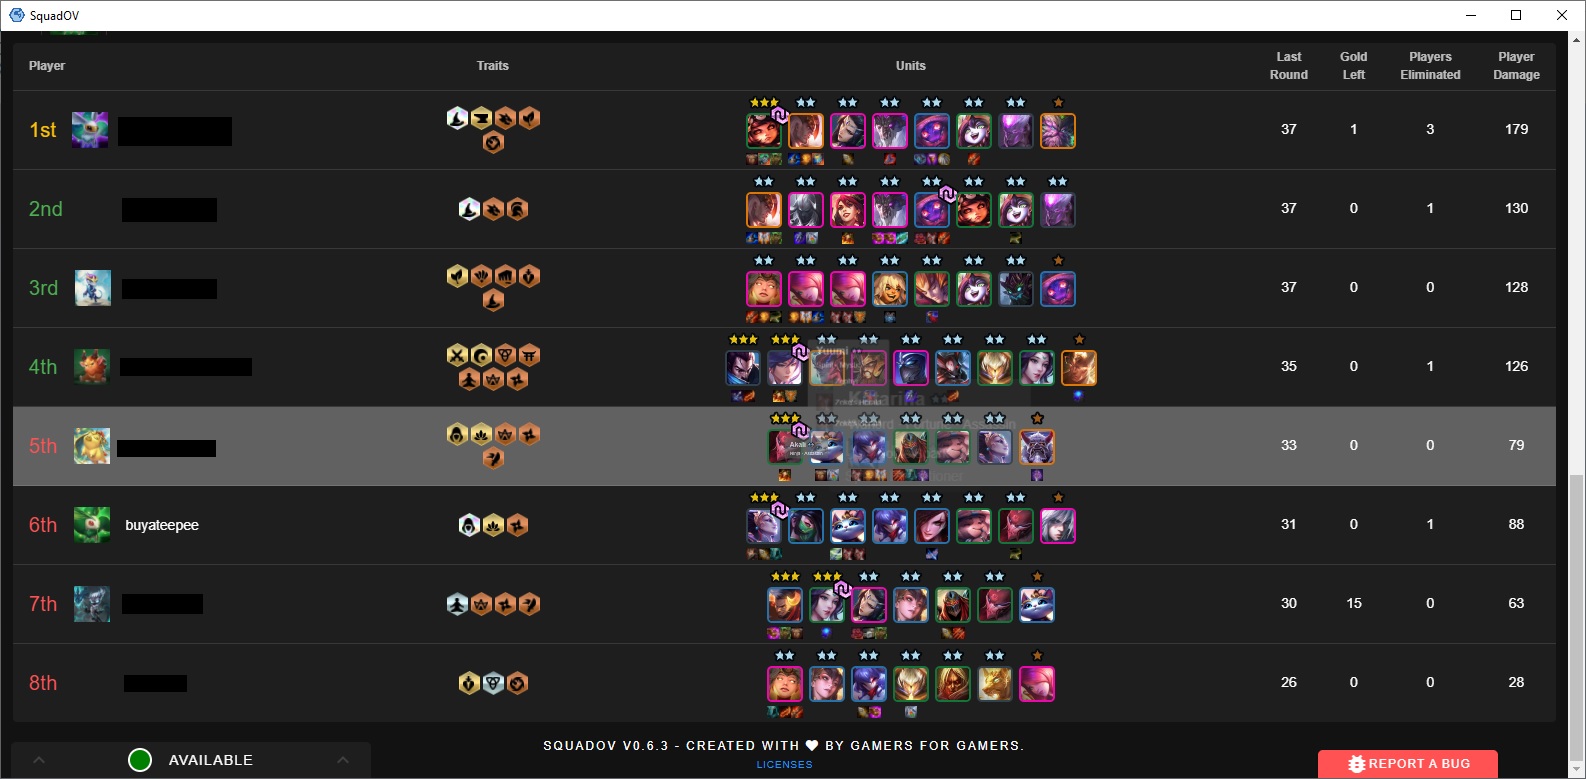 SquadOV
Player Traits Units Last Round Gold Left Players Eliminated Player Damage
1st 37 1 3 179
2nd 37 0 1 130
3rd 37 0 0 128
4th 35 0 1 126
5th 33 0 0 79
6th buyateepee 31 0 1 88
7th 30 15 0 63
8th 26 0 0 28
AVAILABLE
SQUADOV V0.6.3 - CREATED WITH BY GAMERS FOR GAMERS.
LICENSES
REPORT A BUG